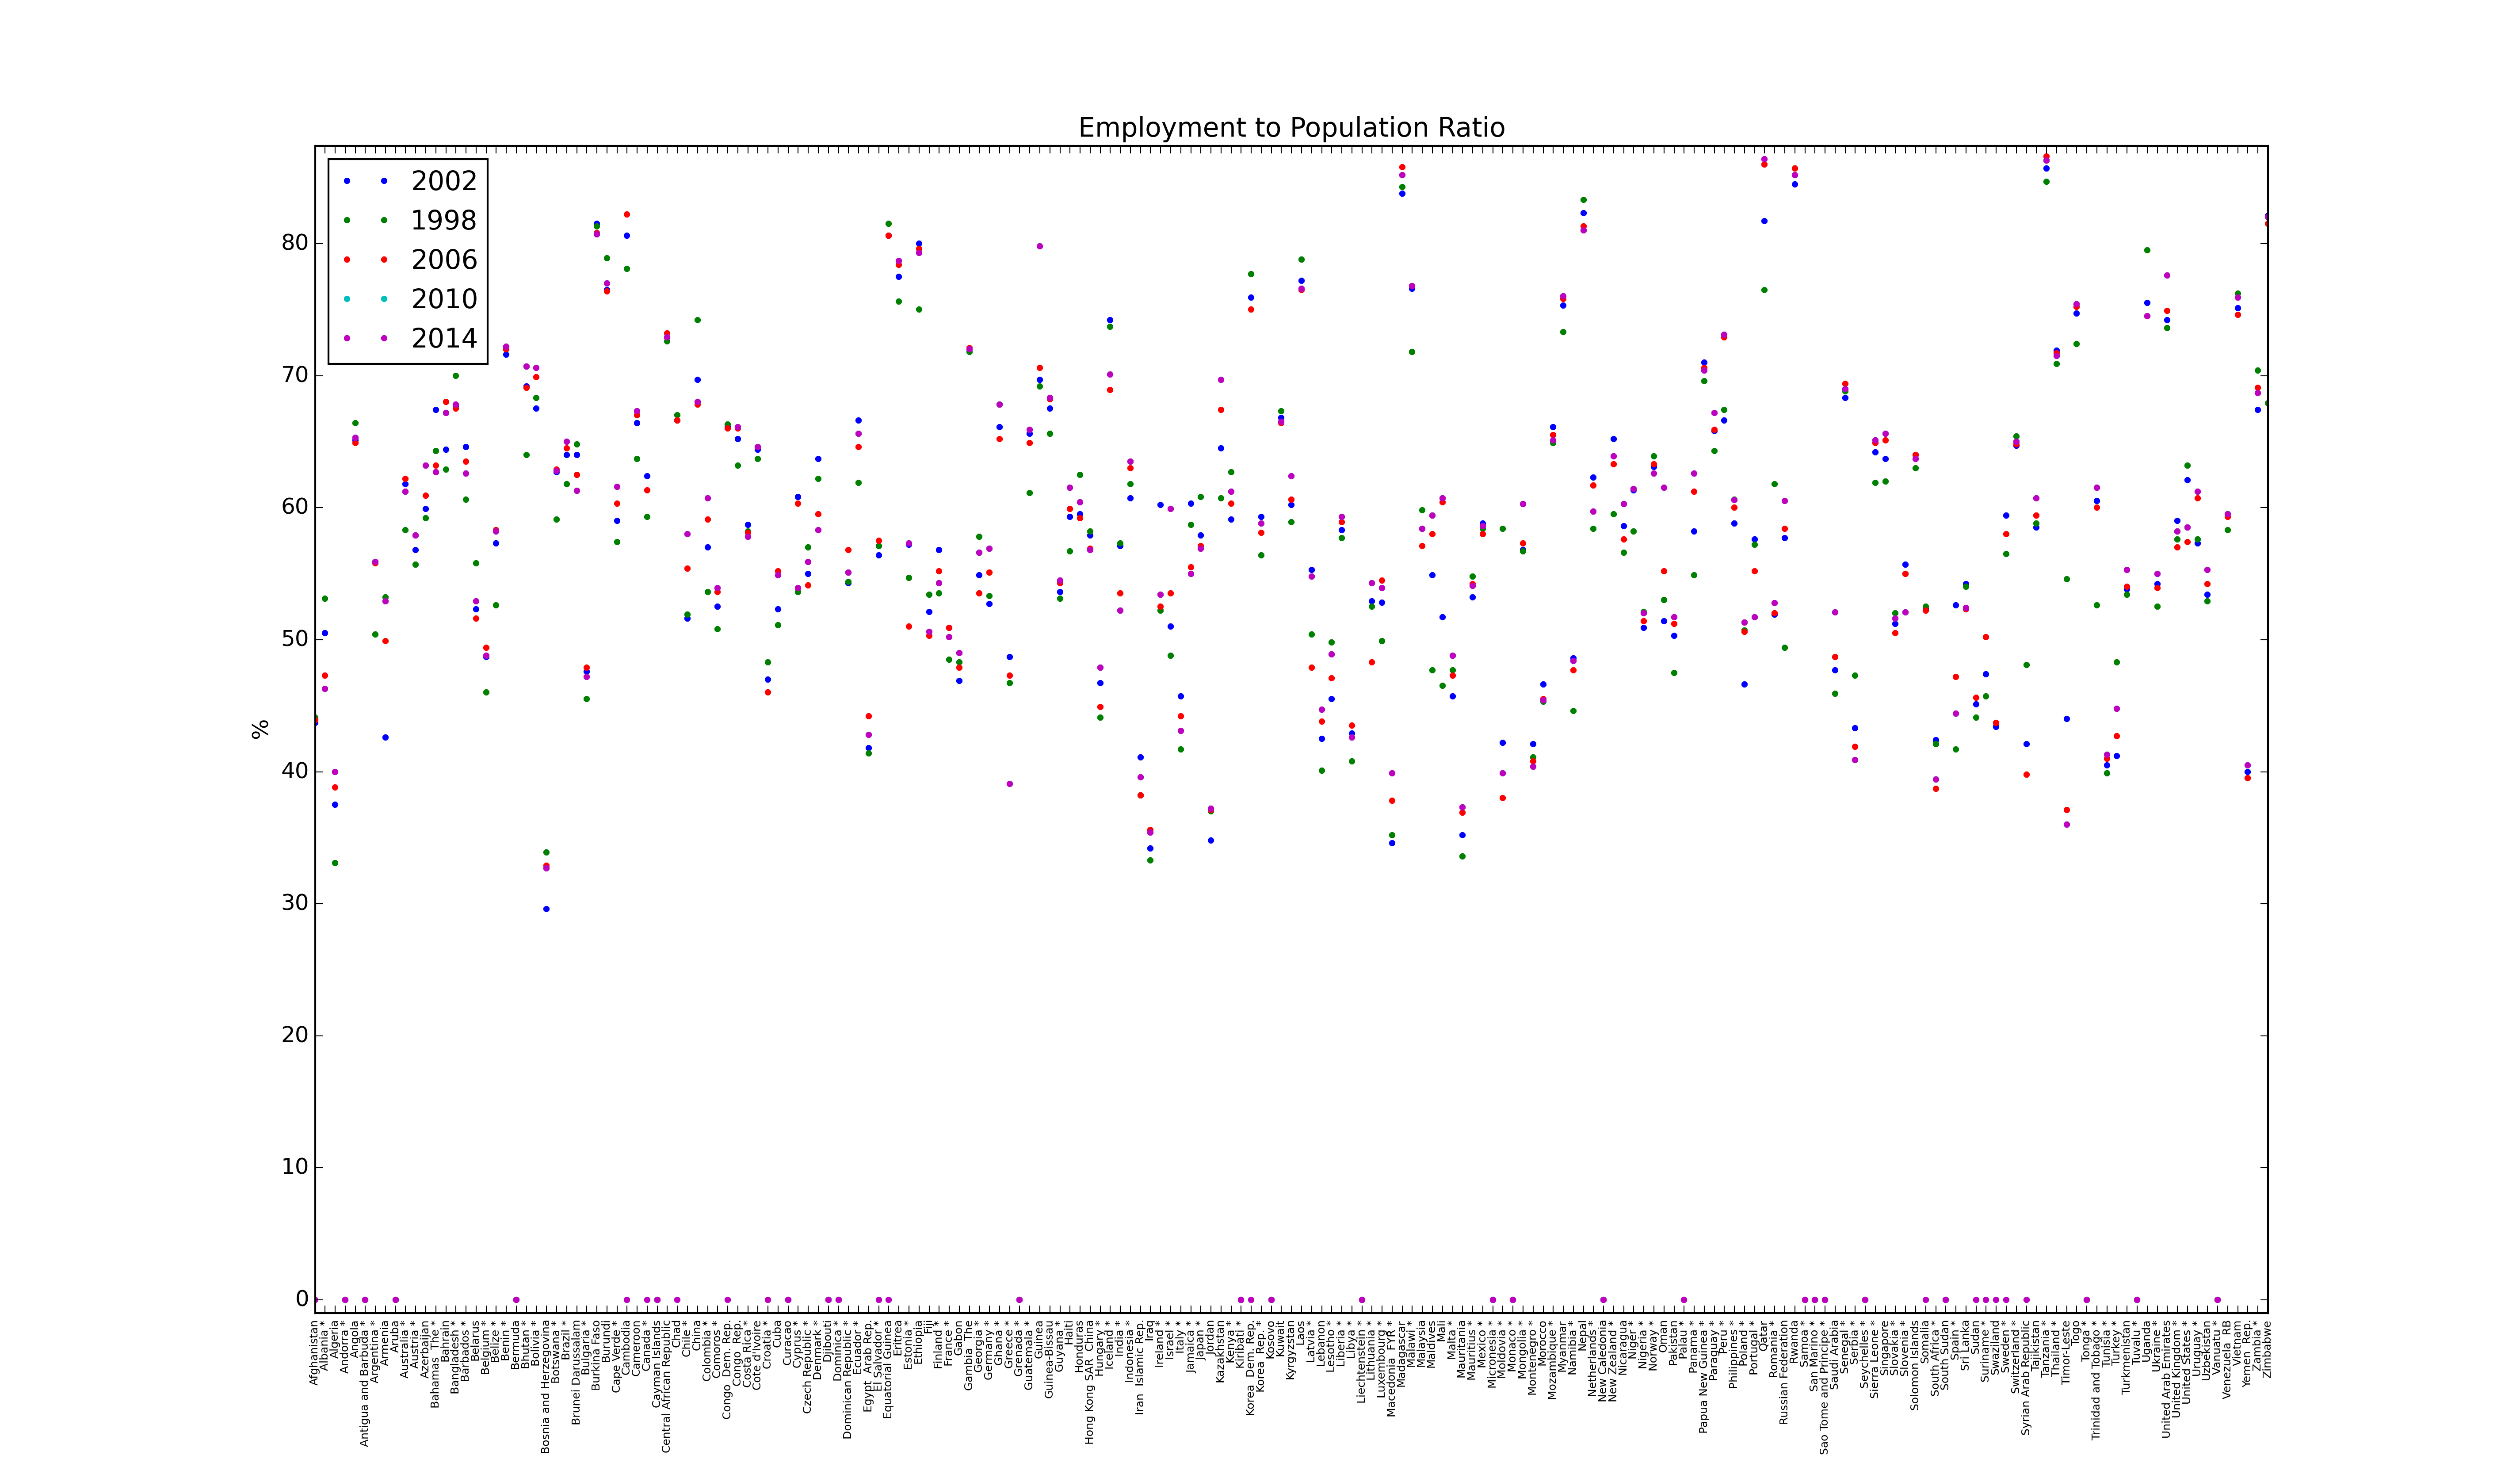 Employment to Population Ratio
2002
1998
2006
2010
2014
80
70
60
50
40
30
20
10
0
%
Afghanistan
Albania *
Algeria
Andorra *
Angola
Antigua and Barbuda *
Argentina *
Armenia
Aruba
Australia *
Austria *
Azerbaijan
Bahamas The *
Bahrain
Bangladesh *
Barbados *
Belarus
Belgium *
Belize *
Benin *
Bermuda
Bhutan *
Bolivia *
Bosnia and Herzegovina
Botswana *
Brazil *
Brunei Darussalam
Bulgaria *
Burkina Faso
Burundi
Cape Verde *
Cambodia
Cameroon
Canada *
Cayman Islands
Central African Republic
Chad
Chile *
China
Colombia *
Comoros *
Congo Dem. Rep.
Congo Rep.
Costa Rica *
Cote d'Ivoire
Croatia *
Cuba
Curacao
Cyprus *
Czech Republic *
Denmark *
Djibouti
Dominica *
Dominican Republic *
Ecuador *
Egypt Arab Rep.
El Salvador *
Equatorial Guinea
Eritrea
Estonia *
Ethiopia
Fiji
Finland *
France *
Gabon
Gambia The
Georgia
Germany *
Ghana
Greece
Grenada *
Guatemala *
Guinea
Guinea-Bissau
Guyana *
Haiti
Honduras
Hong Kong SAR China
Hungary *
Iceland *
India *
Indonesia *
Iran Islamic Rep.
Iraq
Ireland *
Israel *
Italy *
Jamaica *
Japan *
Jordan
Kazakhstan
Kenya *
Kiribati *
Korea Dem Rep.
Korea Rep.
Kosovo
Kuwait
Kyrgyzstan
Laos
Latvia *
Lebanon
Lesotho *
Liberia *
Libya *
Liechtenstein *
Lithuania *
Luxembourg *
Macedonia FYR *
Madagascar
Malawi *
Malaysia
Maldives
Mali
Malta *
Mauritania
Mauritius *
Mexico *
Micronesia *
Moldova *
Monaco *
Mongolia
Montenegro *
Morocco
Mozambique *
Myanmar
Namibia *
Nepal
Netherlands *
New Caledonia
New Zealand *
Nicaragua
Niger *
Nigeria *
Norway *
Oman
Pakistan
Palau *
Panama *
Papua New Guinea *
Paraguay *
Peru *
Philippines *
Poland *
Portugal *
Qatar
Romania *
Russian Federation
Rwanda
Samoa *
San Marino *
Sao Tome and Principe *
Saudi Arabia
Senegal *
Serbia *
Seychelles *
Sierra Leone *
Singapore
Slovakia *
Slovenia *
Solomon Islands
Somalia
South Africa *
South Sudan
Spain *
Sri Lanka
Sudan
Suriname *
Swaziland
Sweden *
Switzerland *
Syrian Arab Republic
Tajikistan
Tanzania *
Thailand *
Timor-Leste
Togo
Tonga *
Trinidad and Tobago *
Tunisia *
Turkey
Turkmenistan
Tuvalu *
Uganda
Ukraine *
United Arab Emirates
United Kingdom *
United States *
Uruguay *
Uzbekistan
Vanuatu *
Venezuela RB
Vietnam
Yemen Rep.
Zambia *
Zimbabwe